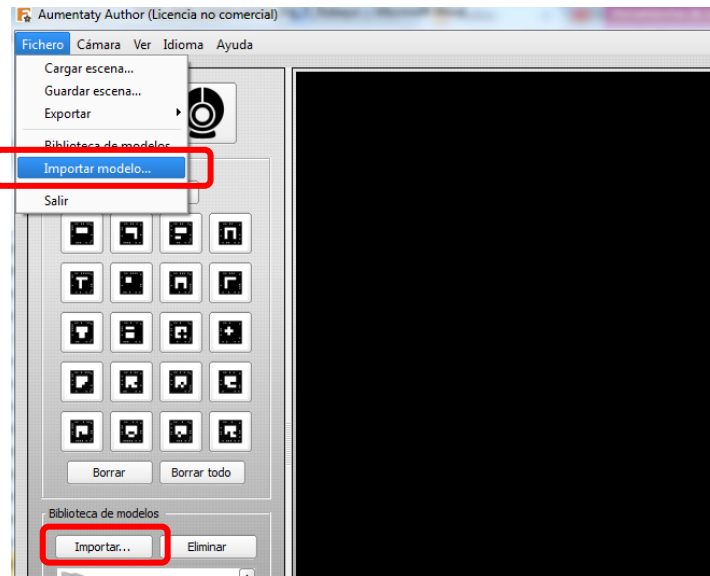 Aumentaty Author (Licencia no comercial)
Fichero Cámara Ver Idioma Ayuda
Cargar escena...
Guardar escena...
Exportar
Biblioteca de modelos
Importar modelo...
Salir
Borrar Borrar todo
Biblioteca de modelos
Importar... Eliminar